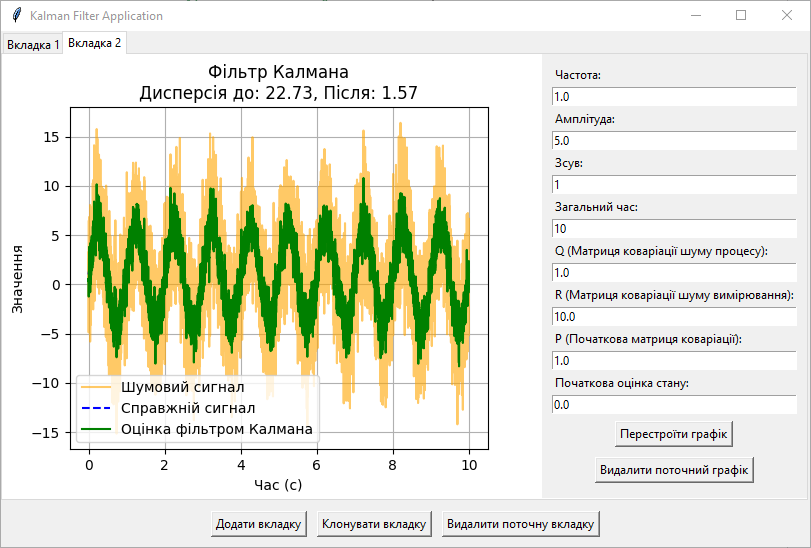 Kalman Filter Application
Вкладка 1
Вкладка 2
Фільтр Калмана
Дисперсія до: 22.73, Після: 1.57
Значення
15
10
5
0
−5
−10
−15
Шумовий сигнал
Справжній сигнал
Оцінка фільтром Калмана
0 2 4 6 8 10
Час (с)
Частота:
1.0
Амплітуда:
5.0
Зсув:
1
Загальний час:
10
Q (Матриця коваріації шуму процесу):
1.0
R (Матриця коваріації шуму вимірювання):
10.0
P (Початкова матриця коваріації):
1.0
Початкова оцінка стану:
0.0
Перестроїти графік
Видалити поточний графік
Додати вкладку
Клонувати вкладку
Видалити поточну вкладку